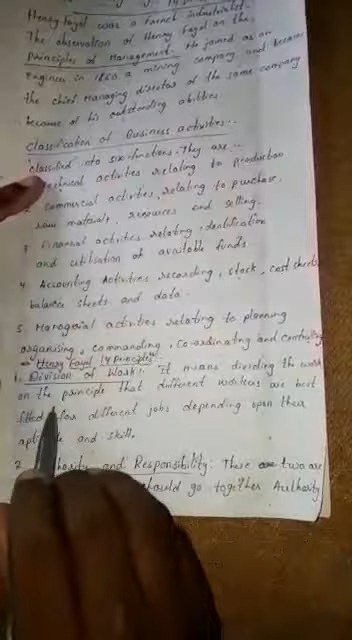 Henry Fayol was a French industrialist.
The observation of Henry Fayol on the
Principles of Management. He joined as an
Engineer in 1860 a mining company and became
the chief Managing director of the same company
because of his outstanding abilities.
Classification of Business activities..
Classified into six functions. They are...
Technical activities relating to production
2. Commercial activities, relating to purchase,
raw materials, resources and selling.
3. Financial activities relating, identification
and utilisation of available funds.
4. Accounting Activities recording, stock, cost sheets
balance sheets and data.
5. Managerial activities relating to planning
organising, commanding, co-ordinating and controlling
Henry Fayol 14 principles
1. Division of Work: It means dividing the work
on the principle that different workers are best
fitted for different jobs depending open their
and skill.
2. and Responsibility: These are two are
should go together Authority